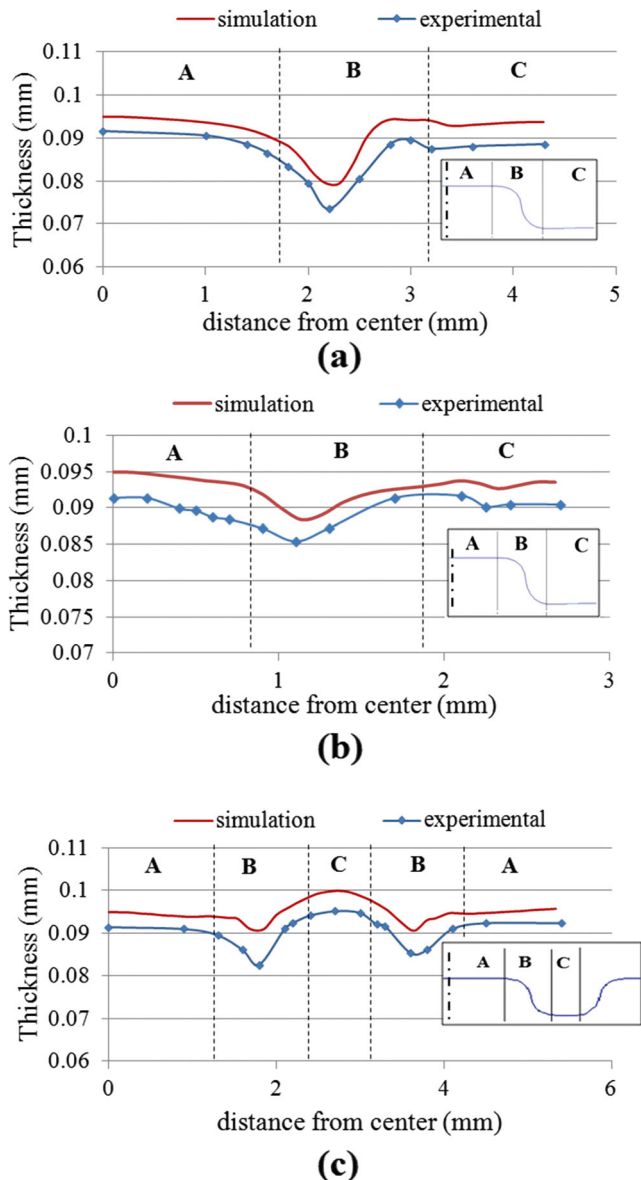 simulation experimental
0.11
0.1
0.09
0.08
0.07
0.06
Thickness (mm)
A B C
A B C
0 1 2 3 4 5
distance from center (mm)
(a)
simulation experimental
0.1
0.095
0.09
0.085
0.08
0.075
0.07
Thickness (mm)
A B C
A B C
0 1 2 3
distance from center (mm)
(b)
simulation experimental
0.11
0.1
0.09
0.08
0.07
0.06
Thickness (mm)
A B C B A
A B C
0 2 4 6
distance from center (mm)
(c)